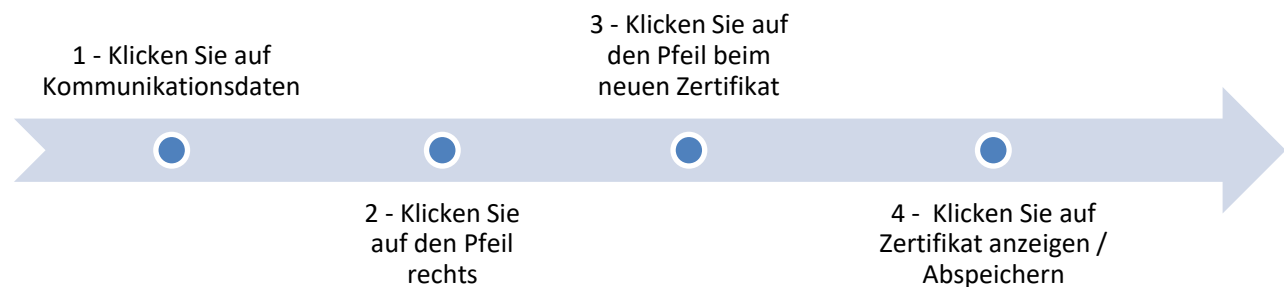 1 - Klicken Sie auf
Kommunikationsdaten
2 - Klicken Sie
auf den Pfeil
rechts
3 - Klicken Sie auf
den Pfeil beim
neuen Zertifikat
4 -  Klicken Sie auf
Zertifikat anzeigen /
Abspeichern